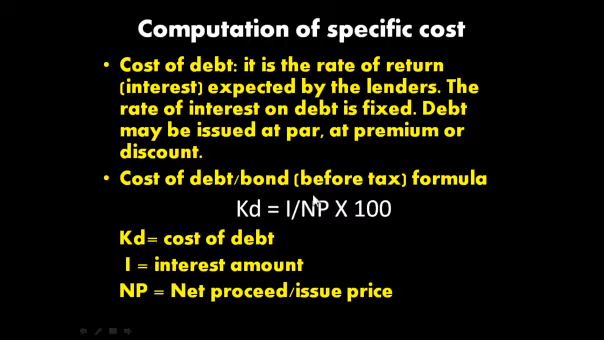 Computation of specific cost
• Cost of debt: it is the rate of return
(interest) expected by the lenders. The
rate of interest on debt is fixed. Debt
may be issued at par, at premium or
discount.
• Cost of debt/bond (before tax) formula
Kd = I/NP X 100
Kd= cost of debt
I = interest amount
NP = Net proceed/issue price